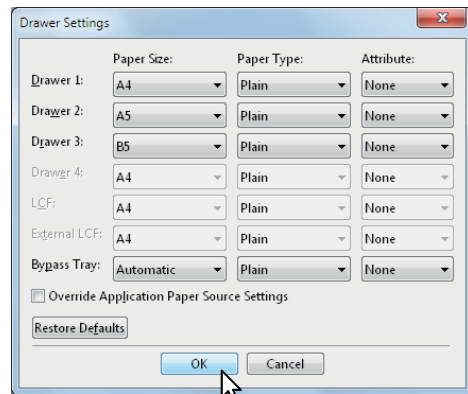 Drawer Settings
Paper Size: Paper Type: Attribute:
Drawer 1: A4 Plain None
Drawer 2: A5 Plain None
Drawer 3: B5 Plain None
Drawer 4: A4 Plain None
LCF: A4 Plain None
External LCF: A4 Plain None
Bypass Tray: Automatic Plain None
Override Application Paper Source Settings
Restore Defaults
OK Cancel